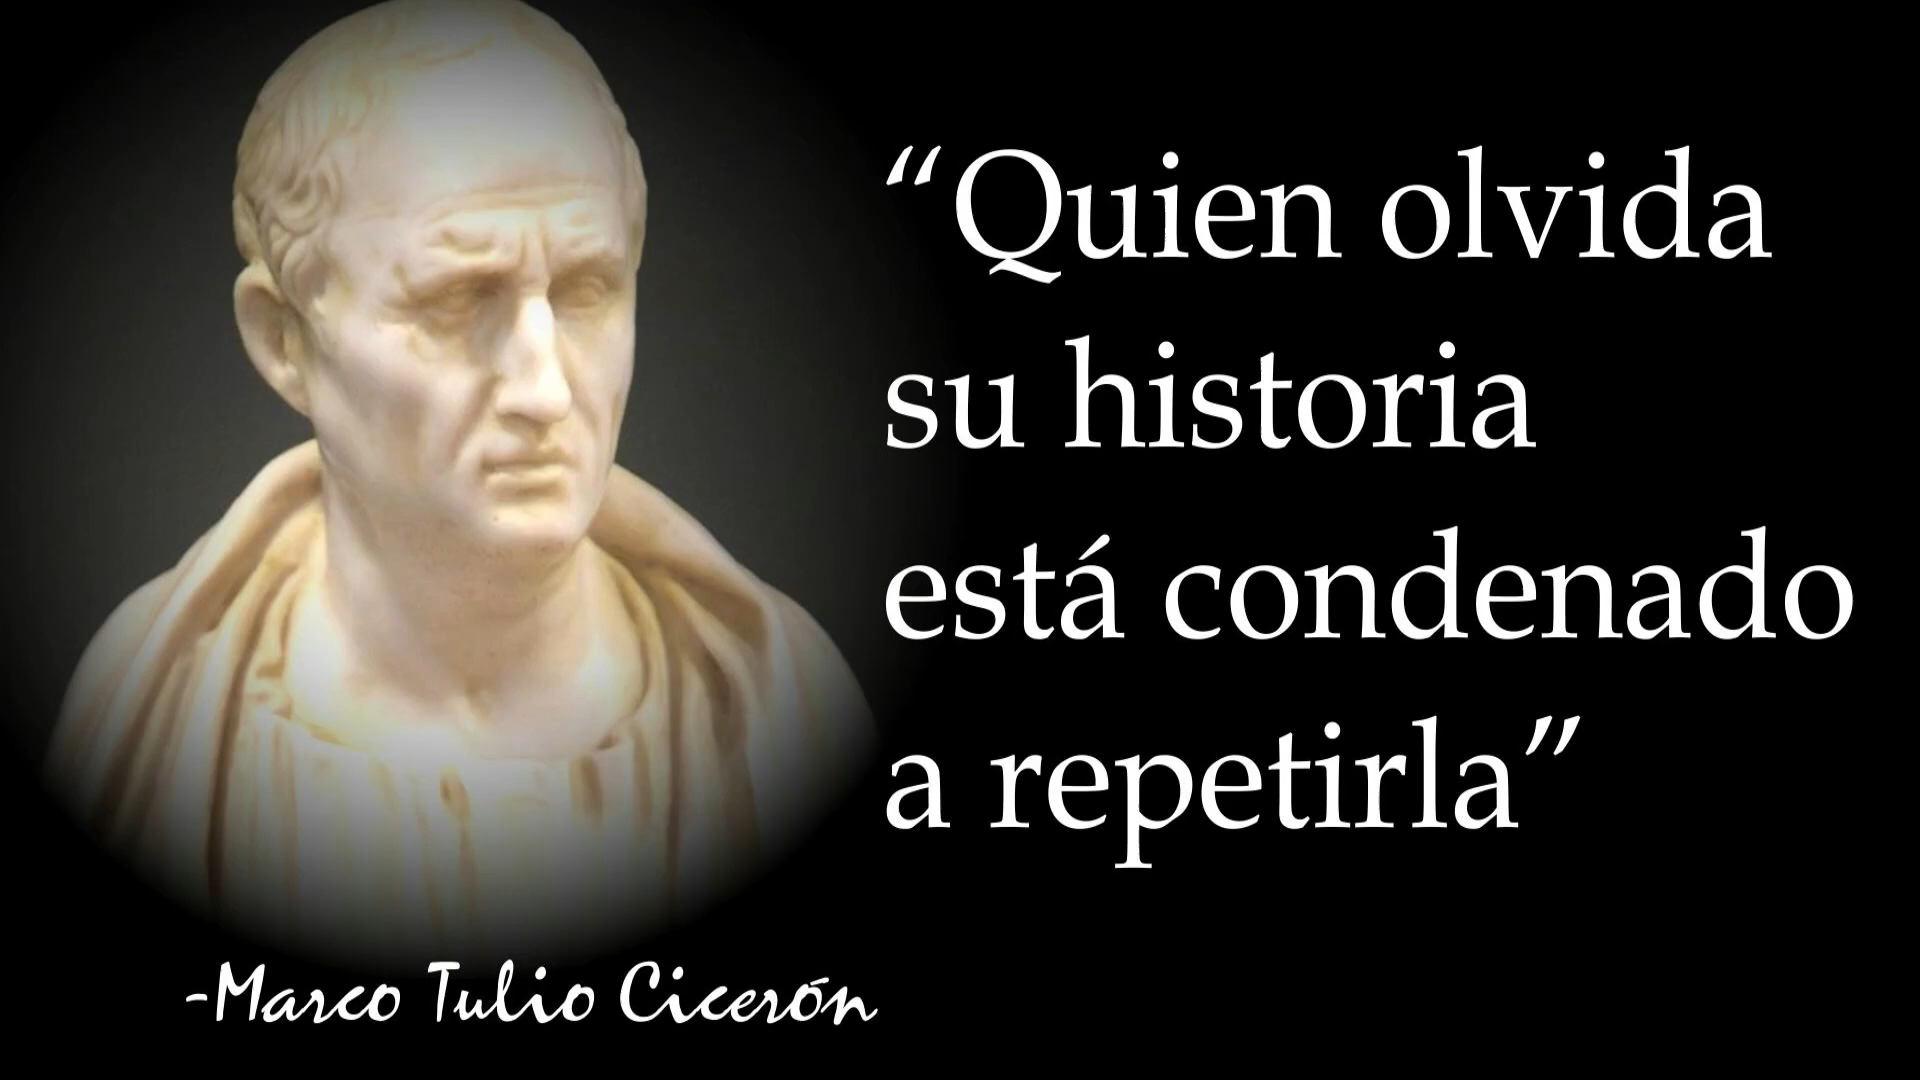 “Quien olvida
su historia
está condenado
a repetirla”
-Marco Tulio Cicerón